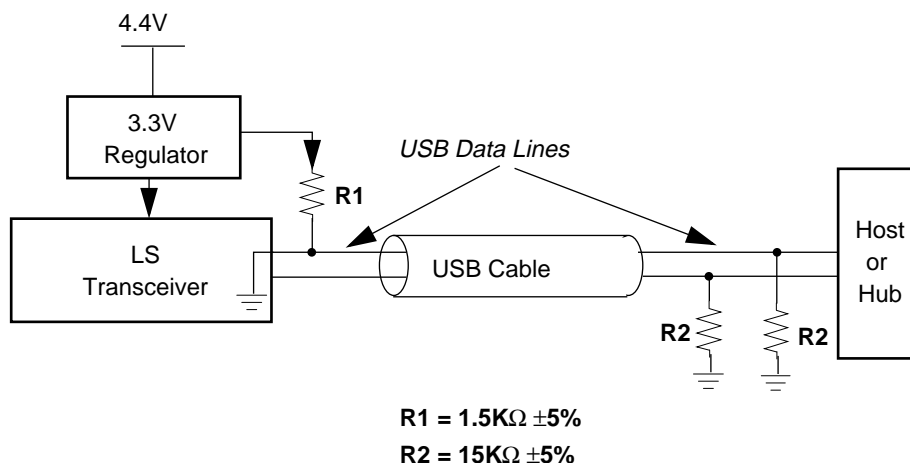 4.4V
3.3V
Regulator
R1
USB Data Lines
LS
Transceiver
USB Cable
Host
or
Hub
R2
R2
R1 = 1.5KΩ ±5%
R2 = 15KΩ ±5%